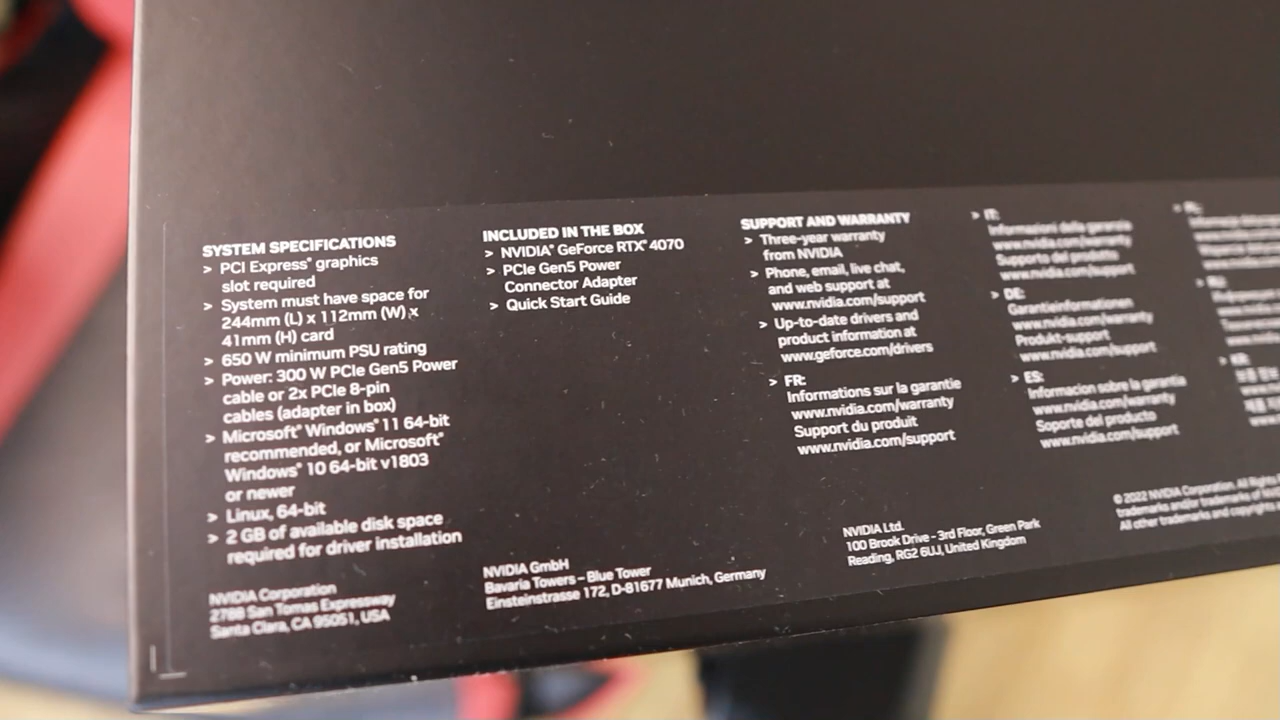 SYSTEM SPECIFICATIONS
> PCI Express® graphics
slot required
> System must have space for
244mm (L) x 112mm (W) x
41mm (H) card
> 650 W minimum PSU rating
> Power: 300 W PCIe Gen5 Power
cable or 2x PCIe 8-pin
cables (adapter in box)
> Microsoft® Windows® 11 64-bit
recommended, or Microsoft®
Windows® 10 64-bit v1803
or newer
> Linux, 64-bit
> 2 GB of available disk space
required for driver installation
NVIDIA Corporation
2788 San Tomas Expressway
Santa Clara, CA 95051, USA
INCLUDED IN THE BOX
> NVIDIA® GeForce RTX® 4070
> PCIe Gen5 Power
Connector Adapter
> Quick Start Guide
NVIDIA GmbH
Bavaria Towers – Blue Tower
Einsteinstrasse 172, D-81677 Munich, Germany
SUPPORT AND WARRANTY
> Three-year warranty
from NVIDIA
> Phone, email, live chat,
and web support at
www.nvidia.com/support
> Up-to-date drivers and
product information at
www.geforce.com/drivers
> FR:
Informations sur la garantie
www.nvidia.com/warranty
Support du produit
www.nvidia.com/support
NVIDIA Ltd.
100 Brook Drive - 3rd Floor, Green Park
Reading, RG2 6UJ, United Kingdom
> IT:
Informazioni della garanzia
www.nvidia.com/warranty
Supporto del prodotto
www.nvidia.com/support
> DE:
Garantieinformationen
www.nvidia.com/warranty
Produkt-support
www.nvidia.com/support
> ES:
Informacion sobre la garantia
www.nvidia.com/warranty
Soporte del producto
www.nvidia.com/support
© 2022 NVIDIA Corporation. All Rights
trademarks and/or trademarks of
All other trademarks and copyrights